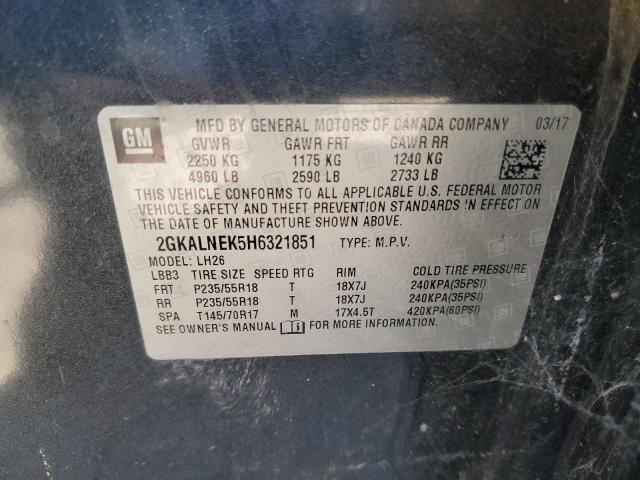 GM
MFD BY GENERAL MOTORS OF CANADA COMPANY 03/17
GVWR GAWR FRT GAWR RR
2250 KG 1175 KG 1240 KG
4960 LB 2590 LB 2733 LB
THIS VEHICLE CONFORMS TO ALL APPLICABLE U.S. FEDERAL MOTOR
VEHICLE SAFETY AND THEFT PREVENTION STANDARDS IN EFFECT ON
THE DATE OF MANUFACTURE SHOWN ABOVE.
2GKALNEK5H6321851 TYPE: M.P.V.
MODEL: LH26
LBB3 TIRE SIZE SPEED RTG RIM COLD TIRE PRESSURE
FRT P235/55R18 T 18X7J 240KPA(35PSI)
RR P235/55R18 T 18X7J 240KPA(35PSI)
SPA T145/70R17 M 17X4.5T 420KPA(60PSI)
SEE OWNER'S MANUAL FOR MORE INFORMATION.